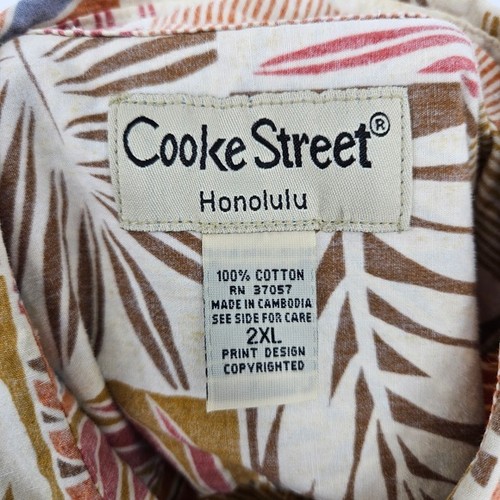 Cooke Street®
Honolulu
100% COTTON
RN 37057
MADE IN CAMBODIA
SEE SIDE FOR CARE
2XL
PRINT DESIGN
COPYRIGHTED